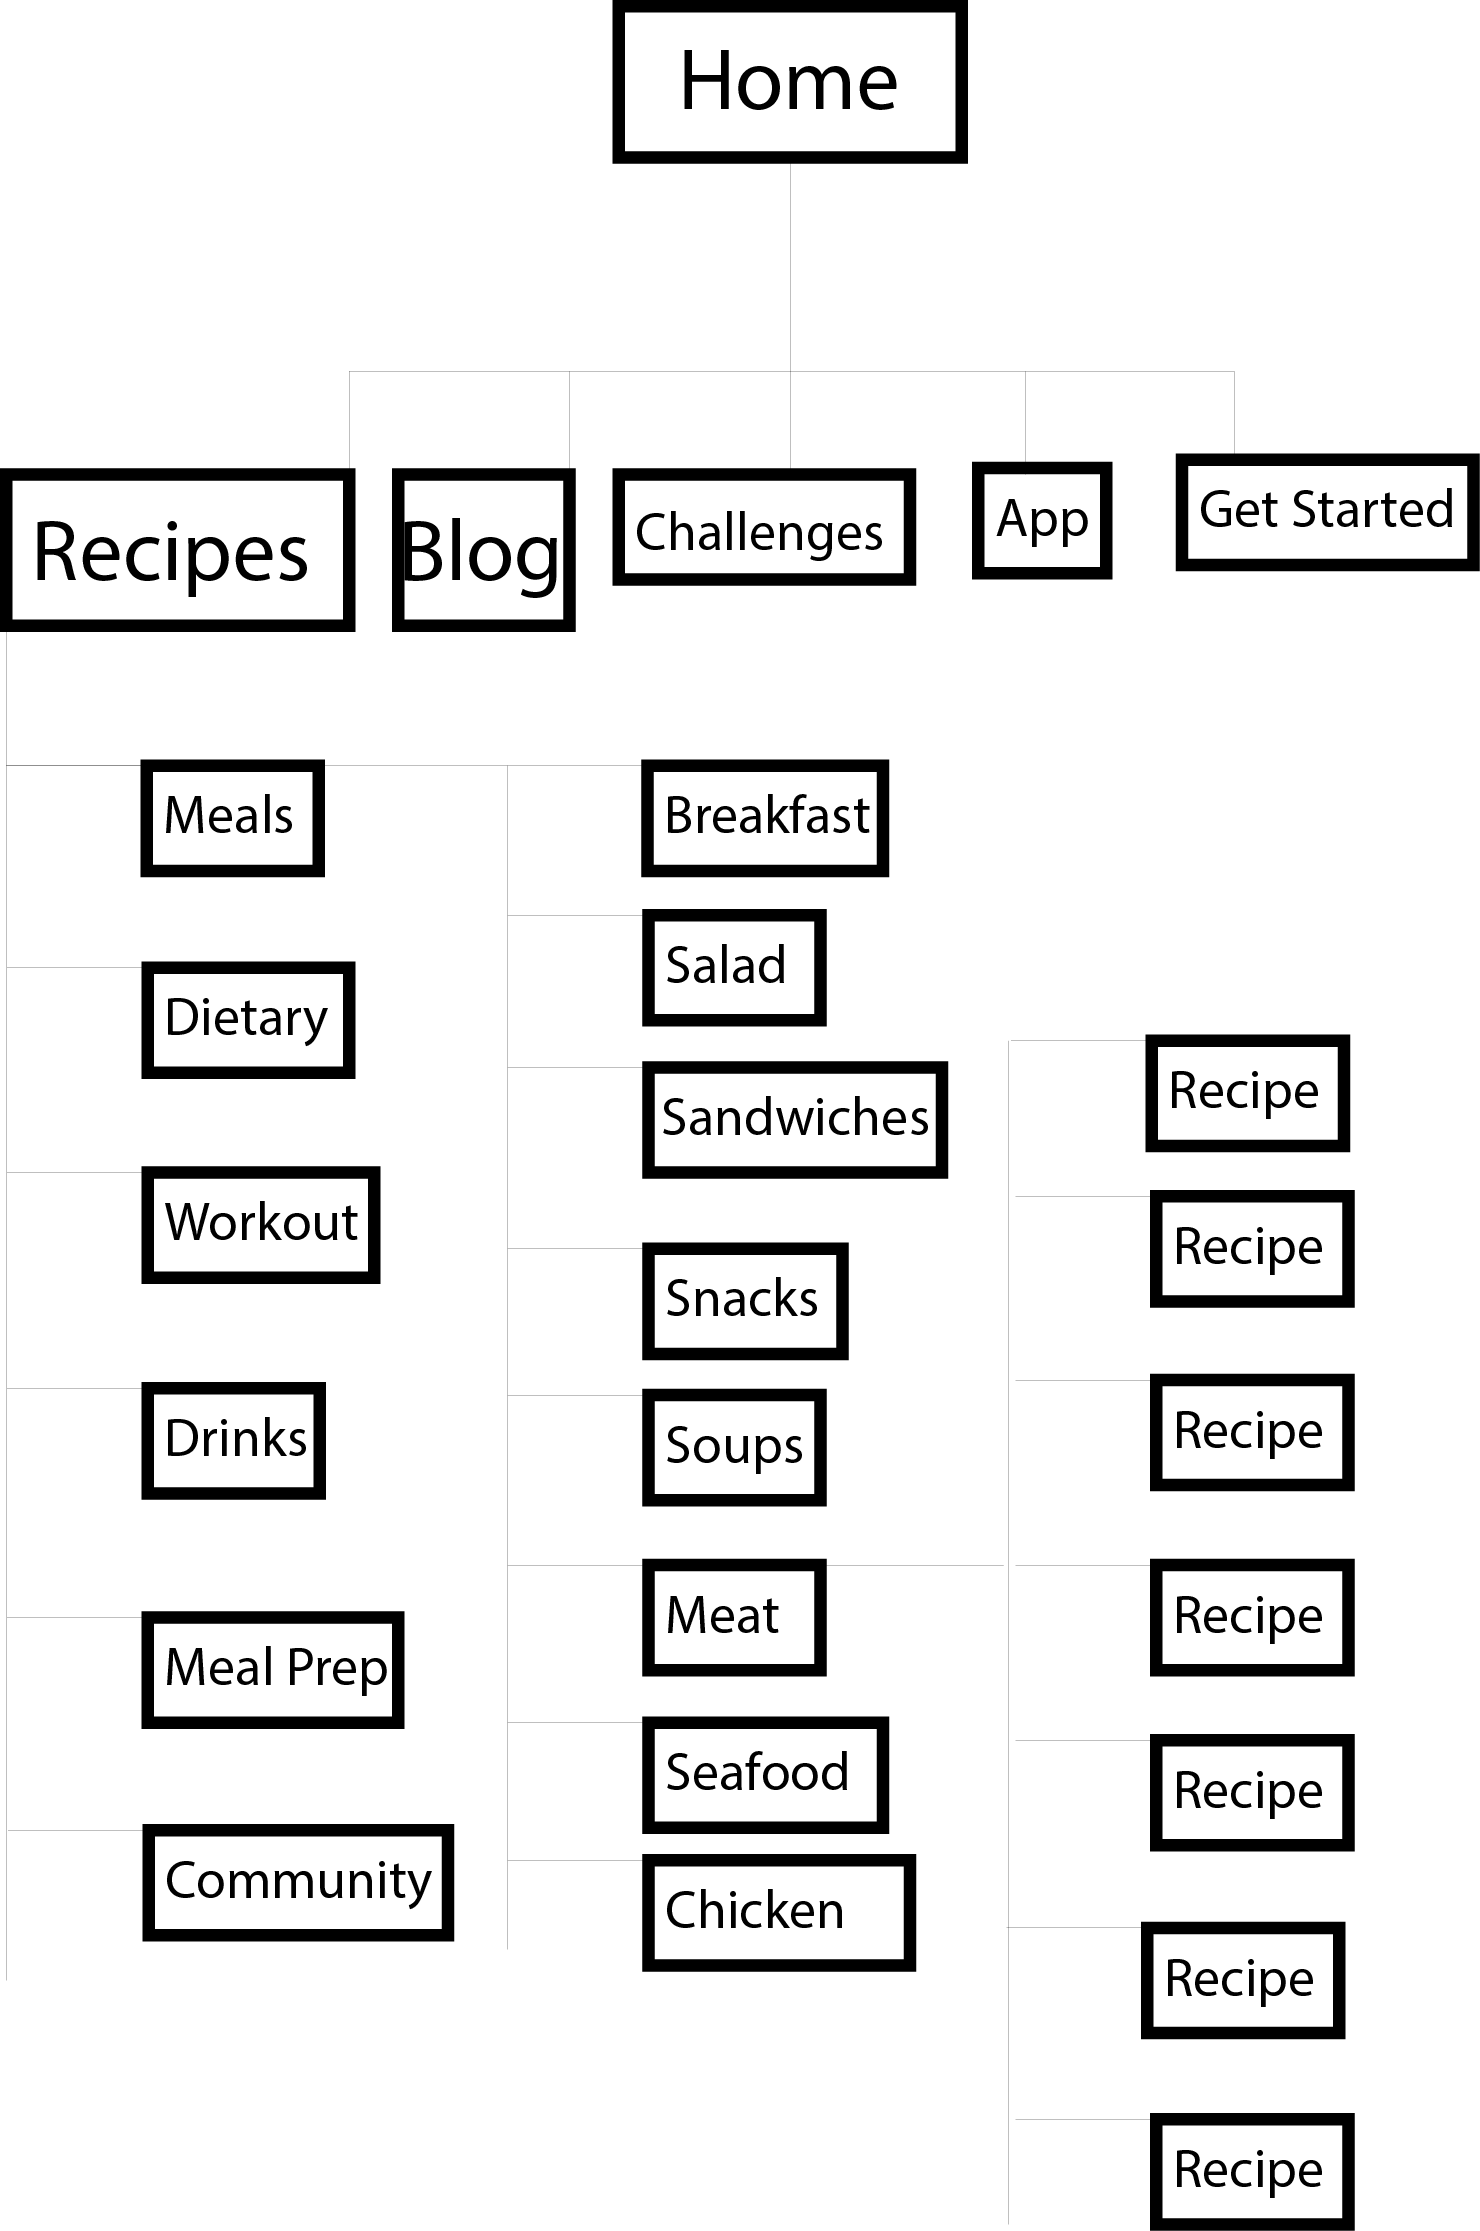 Home
Recipes
Blog
Challenges
App
Get Started
Meals
Dietary
Workout
Drinks
Meal Prep
Community
Breakfast
Salad
Sandwiches
Snacks
Soups
Meat
Seafood
Chicken
Recipe
Recipe
Recipe
Recipe
Recipe
Recipe
Recipe